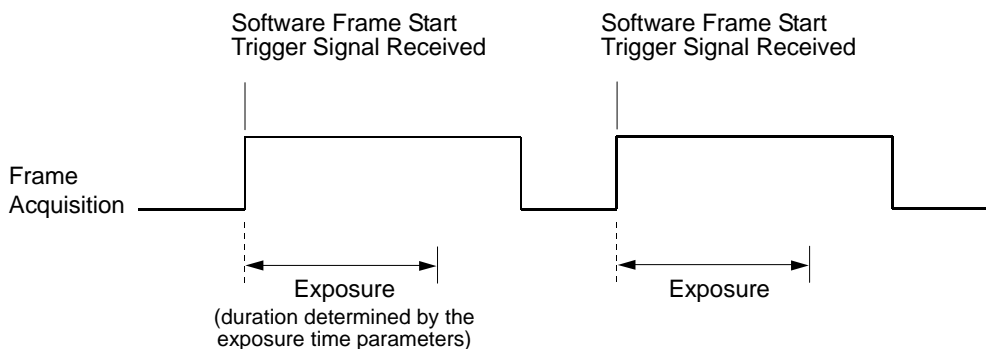 Software Frame Start
Trigger Signal Received
Software Frame Start
Trigger Signal Received
Frame
Acquisition
Exposure
(duration determined by the
exposure time parameters)
Exposure